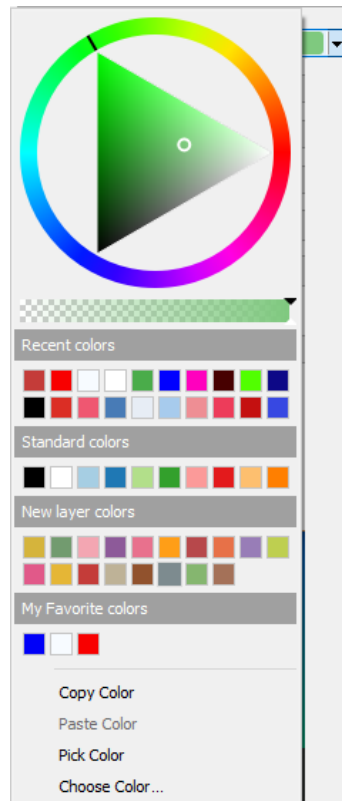 Recent colors
Standard colors
New layer colors
My Favorite colors
Copy Color
Paste Color
Pick Color
Choose Color...